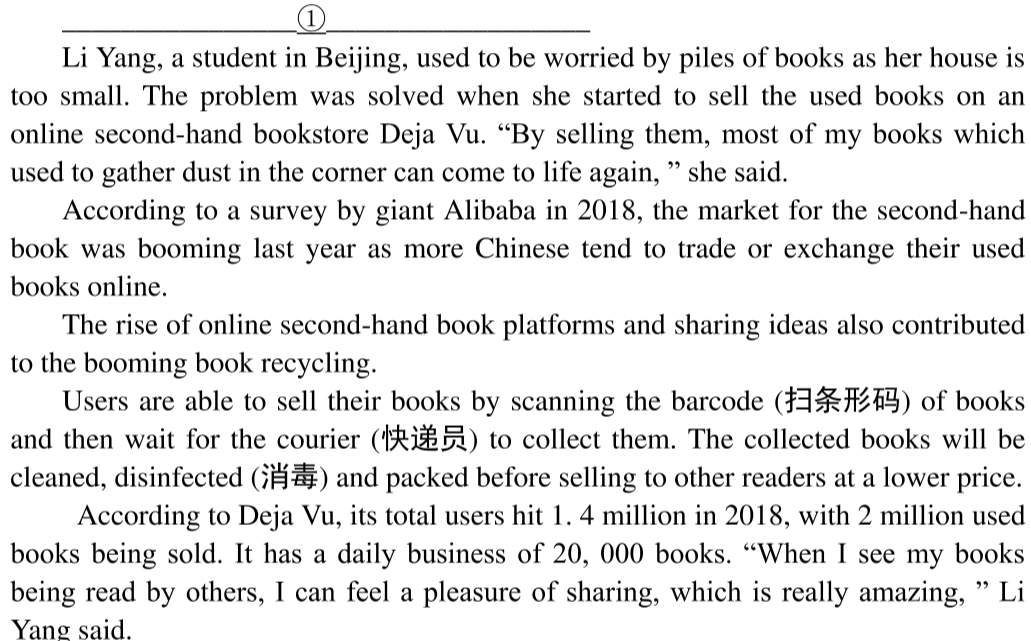 ①
Li Yang, a student in Beijing, used to be worried by piles of books as her house is
too small. The problem was solved when she started to sell the used books on an
online second-hand bookstore Deja Vu. “By selling them, most of my books which
used to gather dust in the corner can come to life again, ” she said.
According to a survey by giant Alibaba in 2018, the market for the second-hand
book was booming last year as more Chinese tend to trade or exchange their used
books online.
The rise of online second-hand book platforms and sharing ideas also contributed
to the booming book recycling.
Users are able to sell their books by scanning the barcode (扫条形码) of books
and then wait for the courier (快递员) to collect them. The collected books will be
cleaned, disinfected (消毒) and packed before selling to other readers at a lower price.
According to Deja Vu, its total users hit 1. 4 million in 2018, with 2 million used
books being sold. It has a daily business of 20, 000 books. “When I see my books
being read by others, I can feel a pleasure of sharing, which is really amazing, ” Li
Yang said.